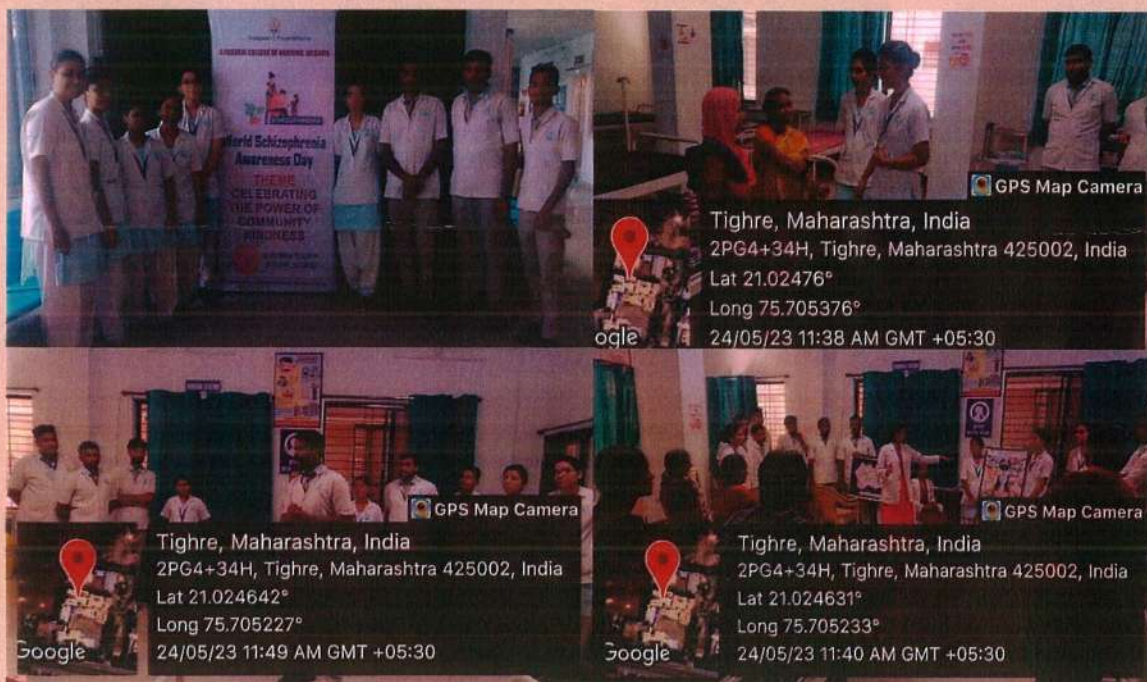 World Schizophrenia
Awareness Day
THEME
CELEBRATING
THE POWER OF
COMMUNITY
KINDNESS
GPS Map Camera
Tighre, Maharashtra, India
2PG4+34H, Tighre, Maharashtra 425002, India
Lat 21.02476°
Long 75.705376°
24/05/23 11:38 AM GMT +05:30
ogle
GPS Map Camera
Tighre, Maharashtra, India
2PG4+34H, Tighre, Maharashtra 425002, India
Lat 21.024642°
Long 75.705227°
24/05/23 11:49 AM GMT +05:30
Google
GPS Map Camera
Tighre, Maharashtra, India
2PG4+34H, Tighre, Maharashtra 425002, India
Lat 21.024631°
Long 75.705233°
24/05/23 11:40 AM GMT +05:30
Google